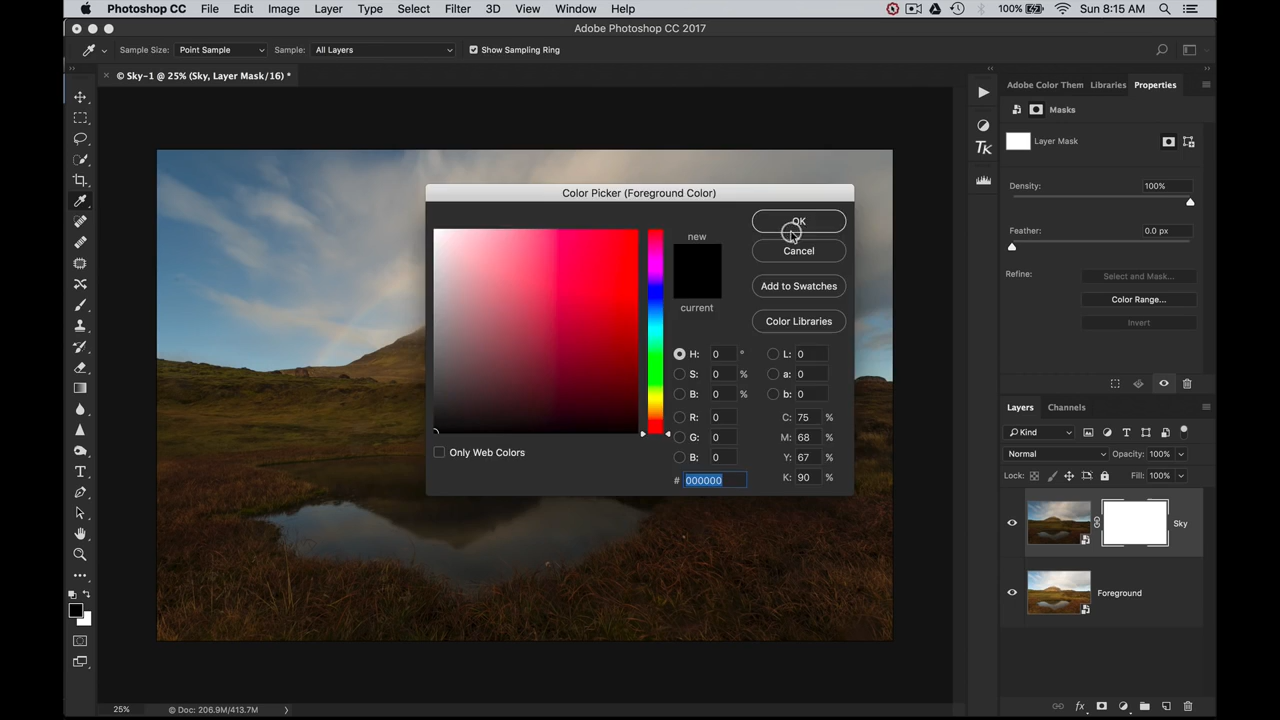 Photoshop CC File Edit Image Layer Type Select Filter 3D View Window Help 100% Sun 8:15 AM
Adobe Photoshop CC 2017
Sample Size: Point Sample Sample: All Layers Show Sampling Ring
× © Sky-1 @ 25% (Sky, Layer Mask/16) *
Adobe Color Them Libraries Properties
Masks
Layer Mask
TK
Density: 100%
Feather: 0.0 px
Refine: Select and Mask...
Color Range...
Invert
Color Picker (Foreground Color)
new
current
OK
Cancel
Add to Swatches
Color Libraries
H: 0 ° L: 0
S: 0 % a: 0
B: 0 % b: 0
R: 0 C: 75 %
G: 0 M: 68 %
B: 0 Y: 67 %
# 000000 K: 90 %
Only Web Colors
Layers Channels
Kind
Normal Opacity: 100%
Lock: Fill: 100%
Sky
Foreground
25% © Doc: 206.9M/413.7M